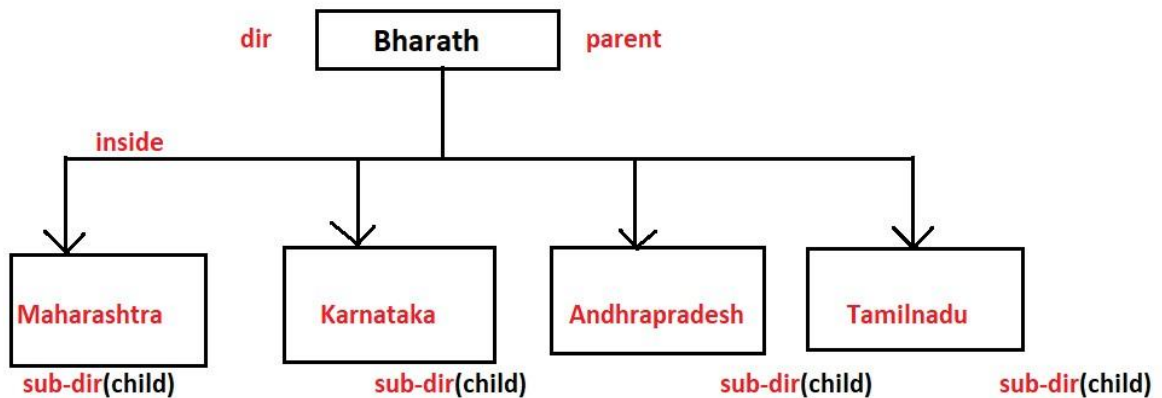 dir Bharath parent
inside
Maharashtra Karnataka Andhrapradesh Tamilnadu
sub-dir(child) sub-dir(child) sub-dir(child) sub-dir(child)